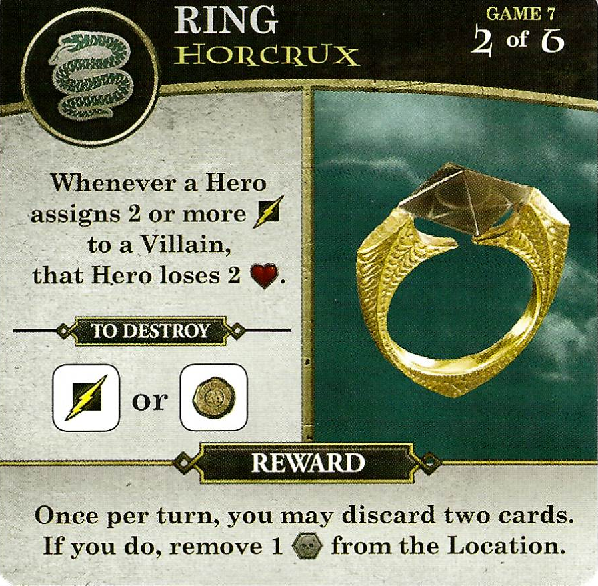 RING
HORCRUX
GAME 7
2 of 6
Whenever a Hero
assigns 2 or more
to a Villain,
that Hero loses 2 .
TO DESTROY
or
REWARD
Once per turn, you may discard two cards.
If you do, remove 1 from the Location.